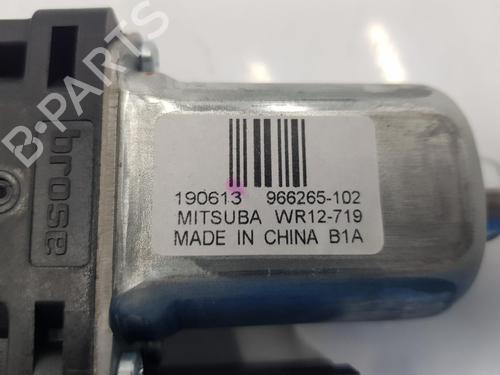 B-PARTS
brose
190613 966265-102
MITSUBA WR12-719
MADE IN CHINA B1A